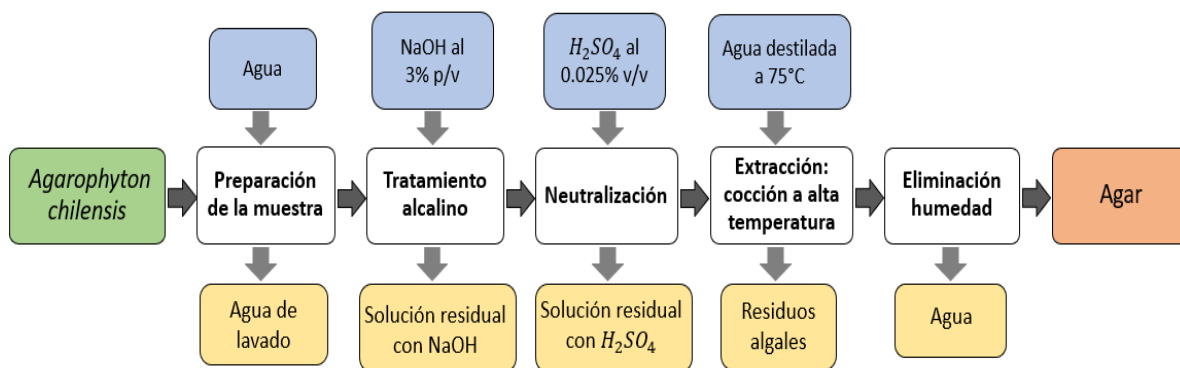 Agua
NaOH al
3% p/v
H₂SO₄ al
0.025% v/v
Agua destilada
a 75°C
Agarophyton
chilensis
Preparación
de la muestra
Tratamiento
alcalino
Neutralización
Extracción:
cocción a alta
temperatura
Eliminación
humedad
Agar
Agua de
lavado
Solución residual
con NaOH
Solución residual
con H₂SO₄
Residuos
algales
Agua